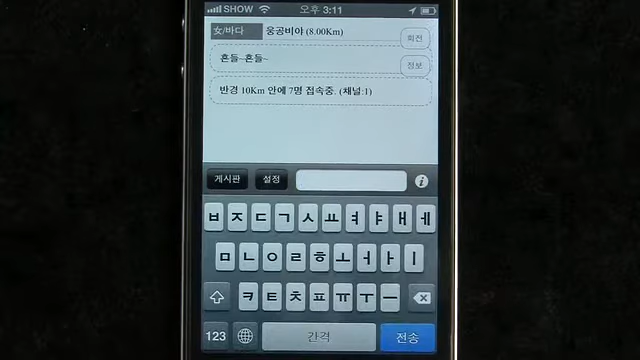 SHOW 오후 3:11
女/바다 웅공비야 (8.00Km)
회전
흔들~흔들~
정보
반경 10Km 안에 7명 접속중. (채널:1)
게시판 설정
ㅂ ㅈ ㄷ ㄱ ㅅ ㅛ ㅕ ㅑ ㅐ ㅔ
ㅁ ㄴ ㅇ ㄹ ㅎ ㅗ ㅓ ㅏ ㅣ
ㅋ ㅌ ㅊ ㅍ ㅠ ㅜ ㅡ
123 간격 전송